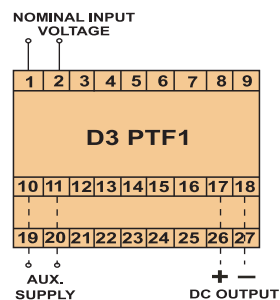 NOMINAL INPUT
VOLTAGE
1 2 3 4 5 6 7 8 9
D3 PTF1
10 11 12 13 14 15 16 17 18
19 20 21 22 23 24 25 26 27
+ −
AUX. SUPPLY
DC OUTPUT